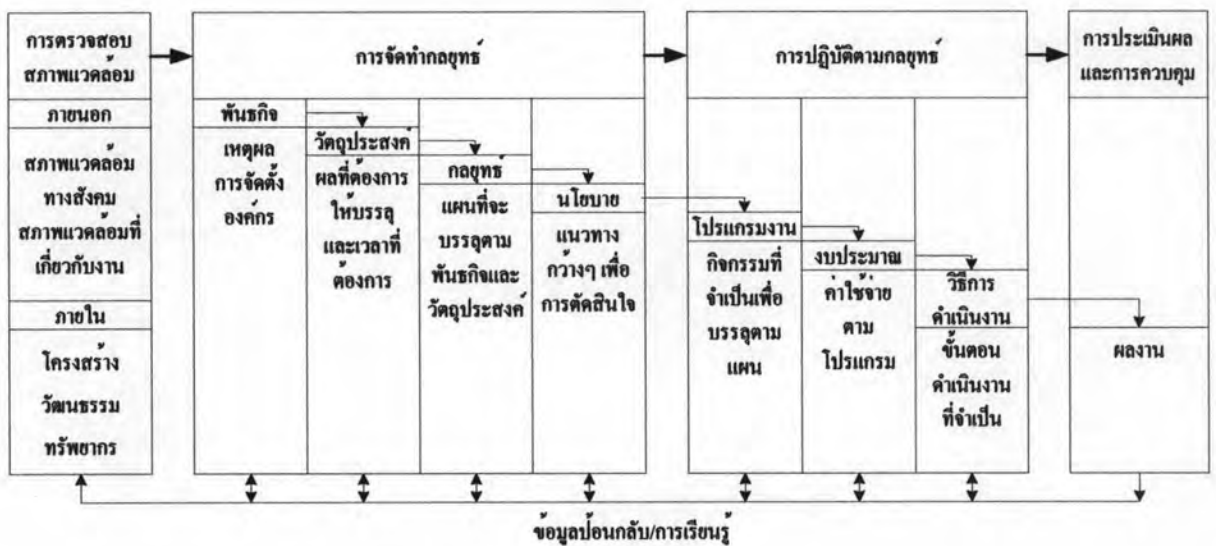 การตรวจสอบ
สภาพแวดล้อม
ภายนอก
สภาพแวดล้อม
ทางสังคม
สภาพแวดล้อมที่
เกี่ยวกับงาน
ภายใน
โครงสร้าง
วัฒนธรรม
ทรัพยากร
การจัดทำกลยุทธ์
พันธกิจ
เหตุผล
การจัดตั้ง
องค์กร
วัตถุประสงค์
ผลที่ต้องการ
ให้บรรลุ
และเวลาที่
ต้องการ
กลยุทธ์
แผนที่จะ
บรรลุตาม
พันธกิจและ
วัตถุประสงค์
นโยบาย
แนวทาง
กว้างๆ เพื่อ
การตัดสินใจ
การปฏิบัติตามกลยุทธ์
โปรแกรมงาน
กิจกรรมที่
จำเป็นเพื่อ
บรรลุตาม
แผน
งบประมาณ
ค่าใช้จ่าย
ตาม
โปรแกรม
วิธีการ
ดำเนินงาน
ขั้นตอน
ดำเนินงาน
ที่จำเป็น
การประเมินผล
และการควบคุม
ผลงาน
ข้อมูลป้อนกลับ/การเรียนรู้